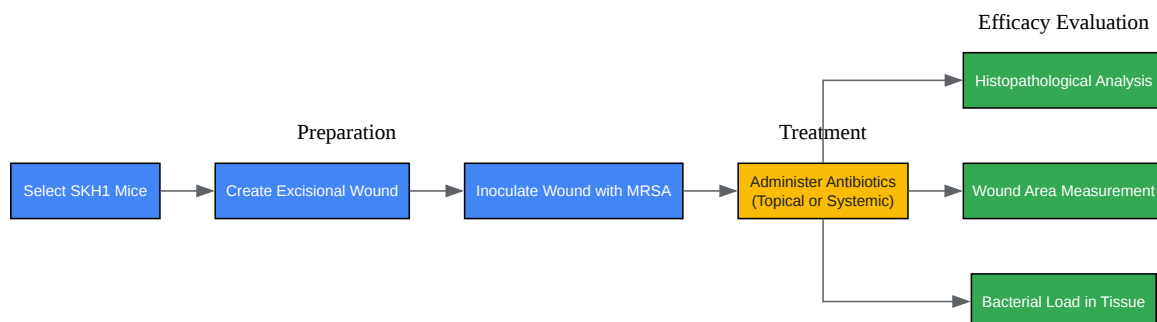 Efficacy Evaluation
Histopathological Analysis
Preparation
Treatment
Select SKH1 Mice
Create Excisional Wound
Inoculate Wound with MRSA
Administer Antibiotics
(Topical or Systemic)
Wound Area Measurement
Bacterial Load in Tissue